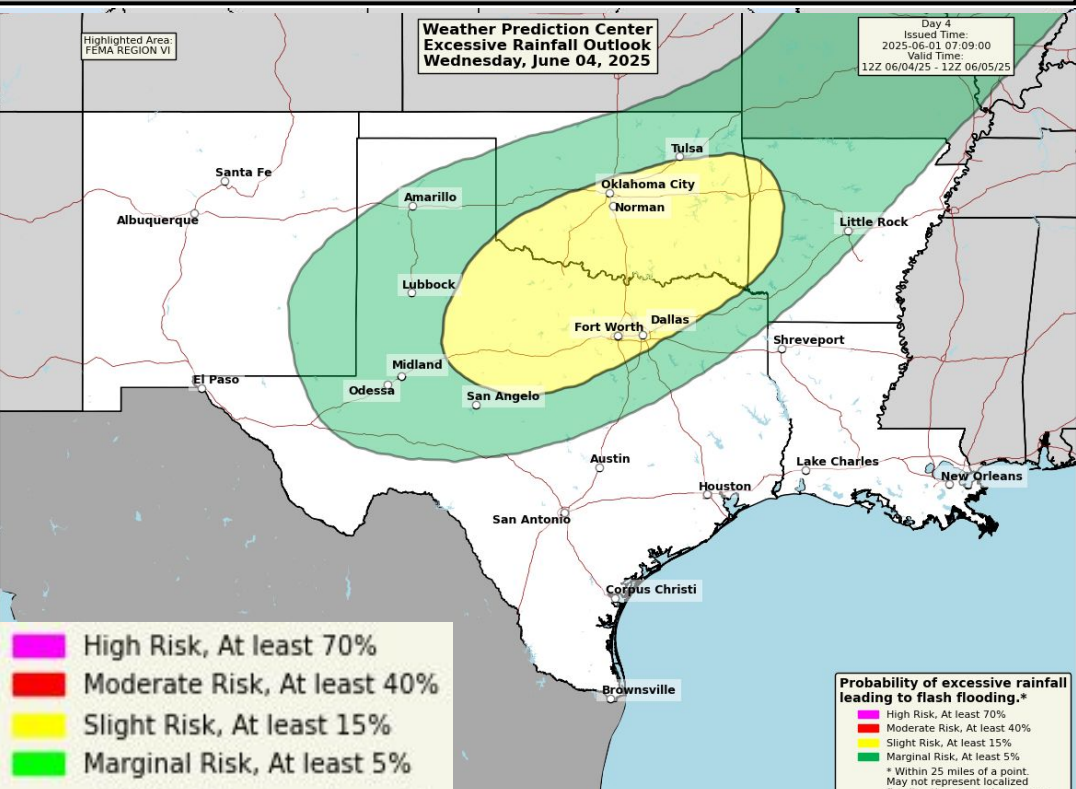 Highlighted Area:
FEMA REGION VI
Weather Prediction Center
Excessive Rainfall Outlook
Wednesday, June 04, 2025
Day 4
Issued Time:
2025-06-01 07:09:00
Valid Time:
12Z 06/04/25 - 12Z 06/05/25
Tulsa
Santa Fe
Oklahoma City
Amarillo
Norman
Albuquerque
Little Rock
Lubbock
Dallas
Fort Worth
Shreveport
Midland
El Paso
Odessa
San Angelo
Austin
Lake Charles
New Orleans
Houston
San Antonio
Corpus Christi
Brownsville
High Risk, At least 70%
Moderate Risk, At least 40%
Slight Risk, At least 15%
Marginal Risk, At least 5%
Probability of excessive rainfall
leading to flash flooding.*
High Risk, At least 70%
Moderate Risk, At least 40%
Slight Risk, At least 15%
Marginal Risk, At least 5%
* Within 25 miles of a point.
May not represent localized